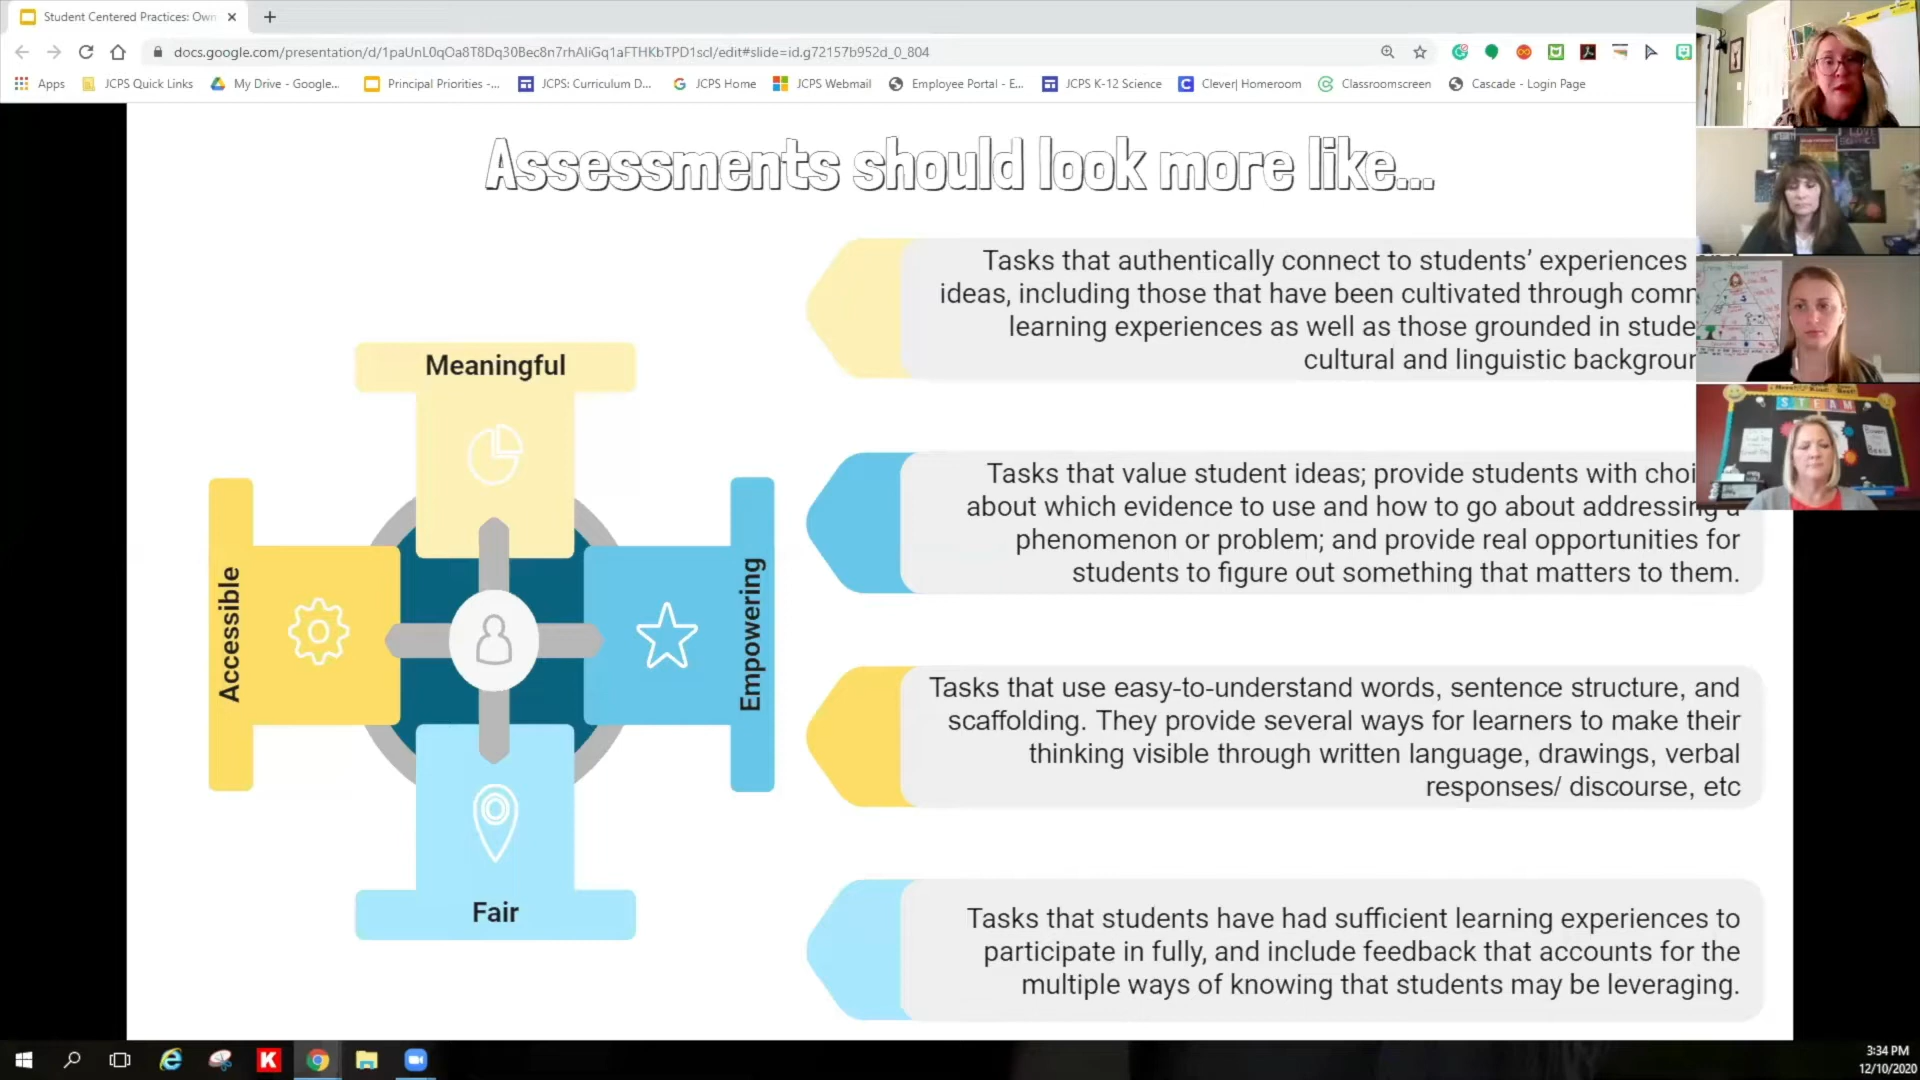 Student Centered Practices: Own
docs.google.com/presentation/d/1paUnL0qOa8T8Dq30Bec8n7rhAIiGq1aFTHKbTPD1scI/edit#slide=id.g72157b952d_0_804
Apps JCPS Quick Links My Drive - Google... Principal Priorities -... JCPS: Curriculum D... JCPS Home JCPS Webmail Employee Portal - E... JCPS K-12 Science Clever| Homeroom Classroomscreen Cascade - Login Page
Assessments should look more like...
Meaningful
Accessible
Empowering
Fair
Tasks that authentically connect to students’ experiences
ideas, including those that have been cultivated through
learning experiences as well as those grounded in
cultural and linguistic
Tasks that value student ideas; provide students with
about which evidence to use and how to go about addressing a
phenomenon or problem; and provide real opportunities for
students to figure out something that matters to them.
Tasks that use easy-to-understand words, sentence structure, and
scaffolding. They provide several ways for learners to make their
thinking visible through written language, drawings, verbal
responses/ discourse, etc
Tasks that students have had sufficient learning experiences to
participate in fully, and include feedback that accounts for the
multiple ways of knowing that students may be leveraging.
STEAM
3:34 PM
12/10/2020